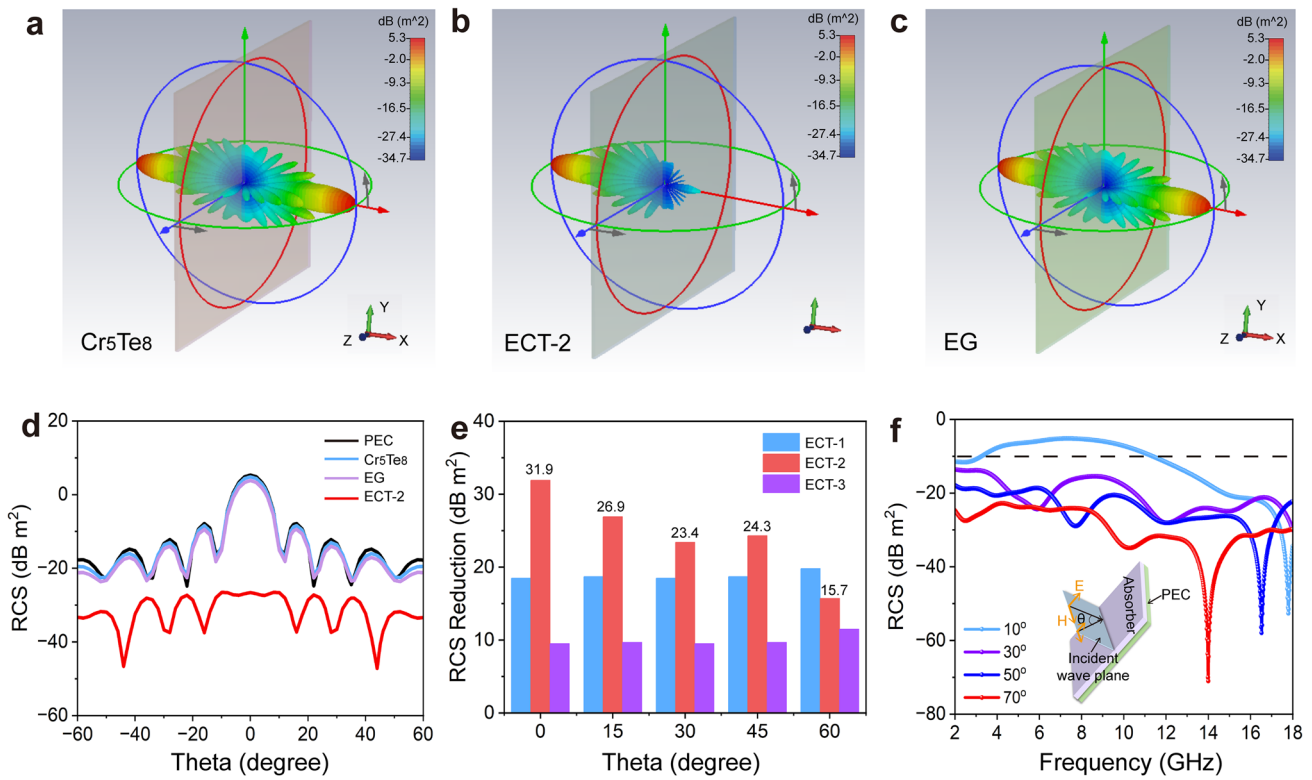 a
dB (m^2)
5.3
-2.0
-9.3
-16.5
-27.4
-34.7
Cr5Te8
Y
Z
X
b
dB (m^2)
5.3
-2.0
-9.3
-16.5
-27.4
-34.7
ECT-2
c
dB (m^2)
5.3
-2.0
-9.3
-16.5
-27.4
-34.7
EG
Y
Z
X
d
RCS (dB m²)
20
0
−20
−40
−60
PEC
Cr5Te8
EG
ECT-2
−60 −40 −20 0 20 40 60
Theta (degree)
e
RCS Reduction (dB m²)
40
30
20
10
0
ECT-1
ECT-2
ECT-3
31.9
26.9
23.4
24.3
15.7
0 15 30 45 60
Theta (degree)
f
RCS (dB m²)
0
−20
−40
−60
−80
10º
30º
50º
70º
E
H
θ
Absorber
PEC
Incident
wave plane
2 4 6 8 10 12 14 16 18
Frequency (GHz)